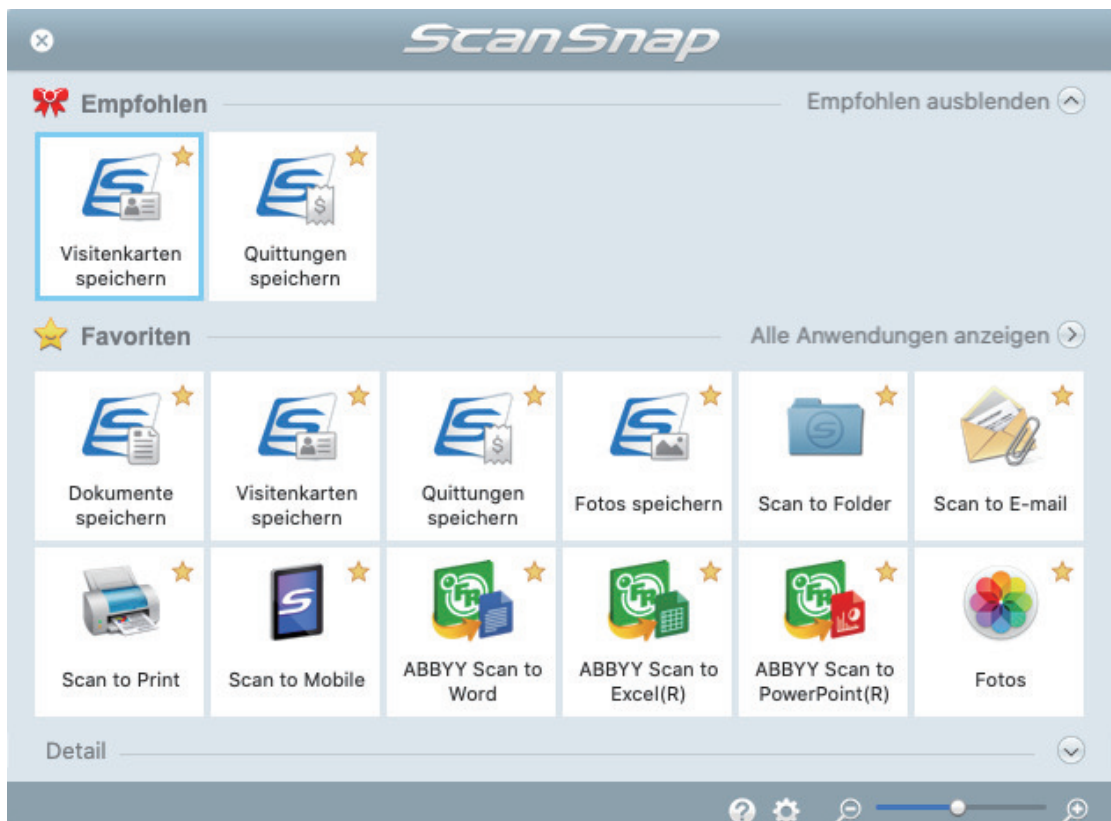 ScanSnap
Empfohlen
Empfohlen ausblenden
Visitenkarten
speichern
Quittungen
speichern
Favoriten
Alle Anwendungen anzeigen
Dokumente
speichern
Visitenkarten
speichern
Quittungen
speichern
Fotos speichern
Scan to Folder
Scan to E-mail
Scan to Print
Scan to Mobile
ABBYY Scan to
Word
ABBYY Scan to
Excel(R)
ABBYY Scan to
PowerPoint(R)
Fotos
Detail